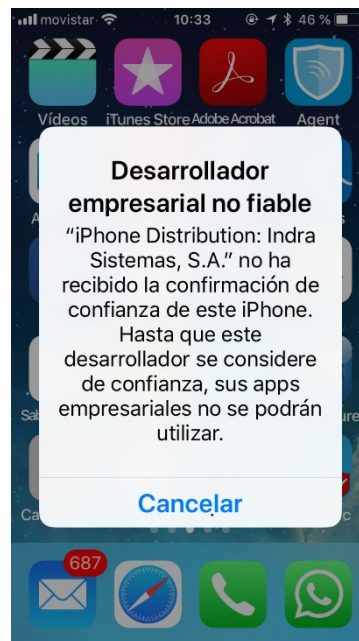 movistar 10:33 46 %
Vídeos iTunes Store Adobe Acrobat Agent
Desarrollador
empresarial no fiable
“iPhone Distribution: Indra
Sistemas, S.A.” no ha
recibido la confirmación de
confianza de este iPhone.
Hasta que este
desarrollador se considere
de confianza, sus apps
empresariales no se podrán
utilizar.
Cancelar
687